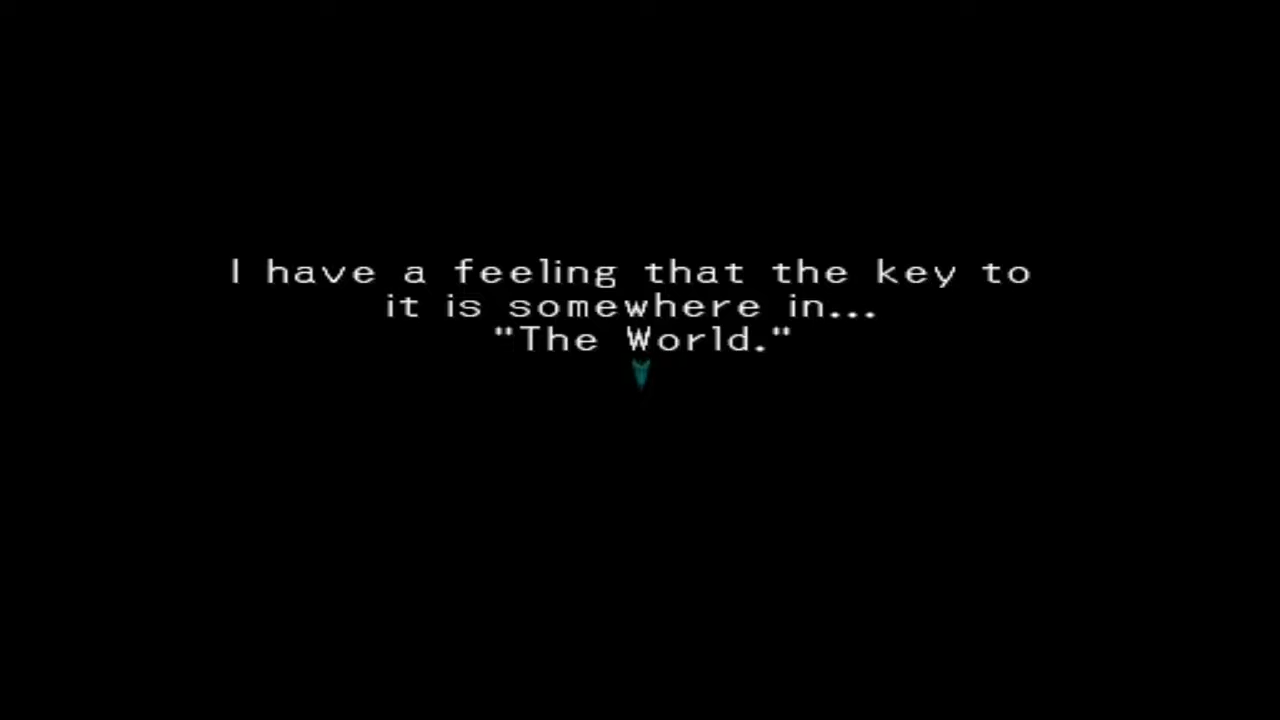 I have a feeling that the key to
it is somewhere in...
"The World."